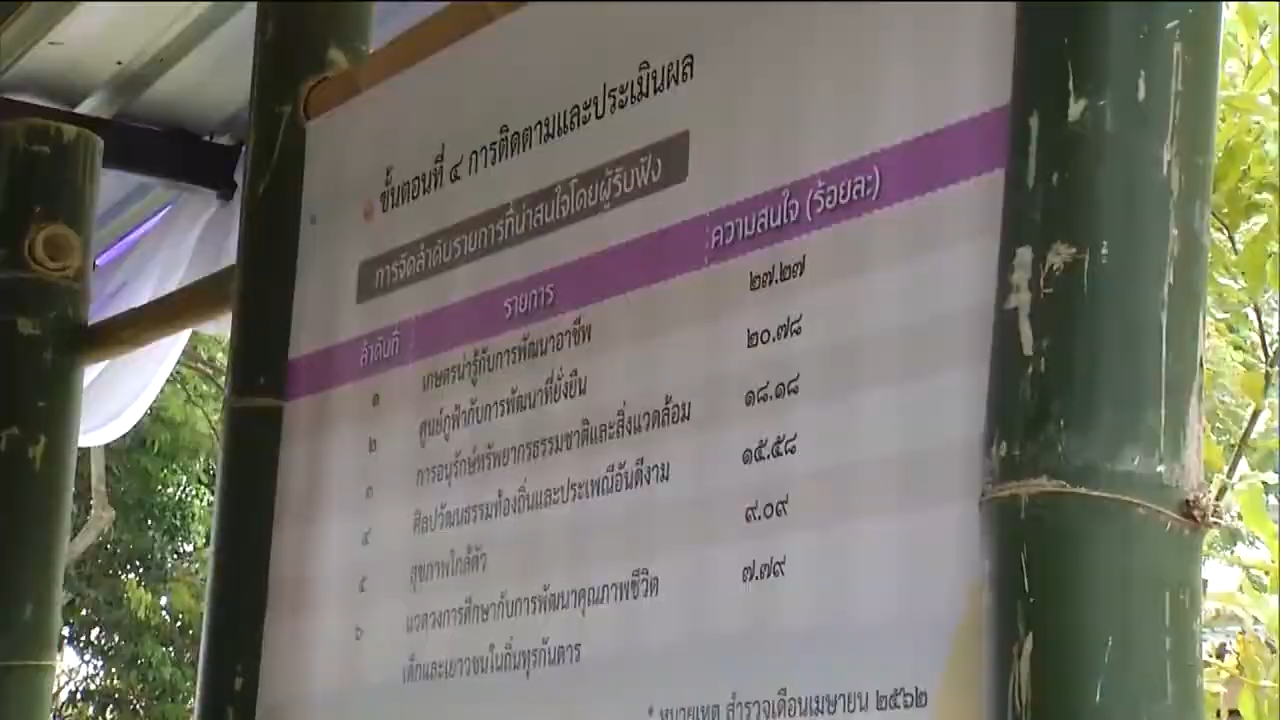 ขั้นตอนที่ ๔ การติดตามและประเมินผล
การจัดลำดับรายการที่น่าสนใจโดยผู้รับฟัง
ลำดับที่ รายการ ความสนใจ (ร้อยละ)
๑ เกษตรน่ารู้กับการพัฒนาอาชีพ ๒๗.๒๗
๒ ศูนย์ภูฟ้ากับการพัฒนาที่ยั่งยืน ๒๐.๗๘
๓ การอนุรักษ์ทรัพยากรธรรมชาติและสิ่งแวดล้อม ๑๘.๑๘
๔ ศิลปวัฒนธรรมท้องถิ่นและประเพณีอันดีงาม ๑๕.๕๘
๕ สุขภาพใกล้ตัว ๙.๐๙
๖ แวดวงการศึกษากับการพัฒนาคุณภาพชีวิต ๗.๗๙
เด็กและเยาวชนในถิ่นทุรกันดาร
* หมายเหตุ สำรวจเดือนเมษายน ๒๕๖๒